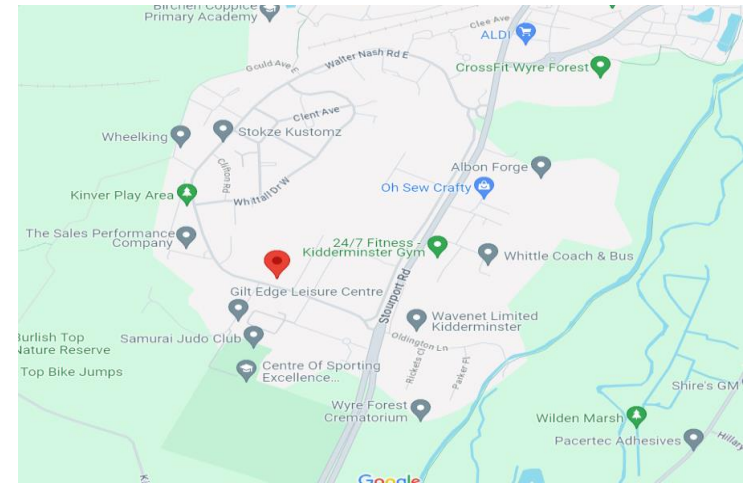 Birchen Coppice
Primary Academy
Clee Ave
ALDI
Walter Nash Rd E
Gould Ave E
CrossFit Wyre Forest
Clent Ave
Wheelking
Stokze Kustomz
Clifton Rd
Albon Forge
Oh Sew Crafty
Kinver Play Area
Whittall Dr W
The Sales Performance
Company
24/7 Fitness -
Kidderminster Gym
Whittle Coach & Bus
Gilt Edge Leisure Centre
Stourport Rd
Wavenet Limited
Kidderminster
Burlish Top
Nature Reserve
Samurai Judo Club
Oldington Ln
Top Bike Jumps
Centre Of Sporting
Excellence...
Rickets Cl
Parker Pl
Shire's GM
Wyre Forest
Crematorium
Wilden Marsh
Pacertec Adhesives
Hillary
Google